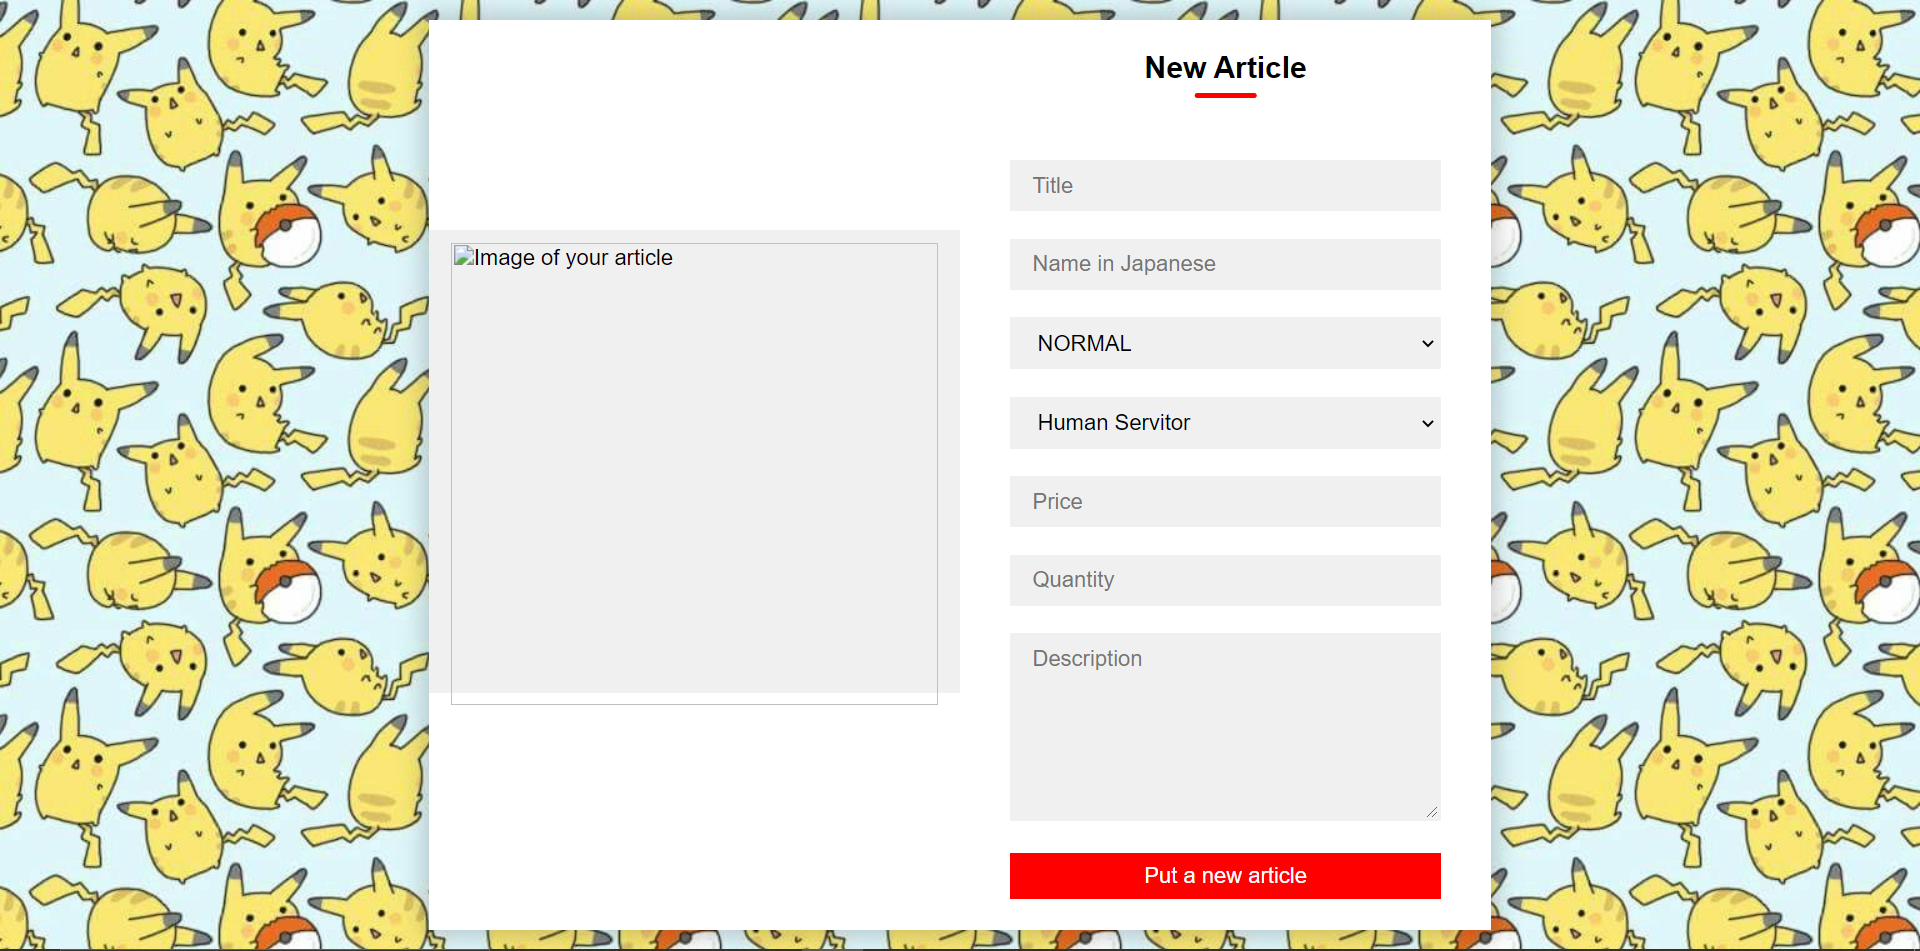 New Article
Image of your article
Title
Name in Japanese
NORMAL
Human Servitor
Price
Quantity
Description
Put a new article